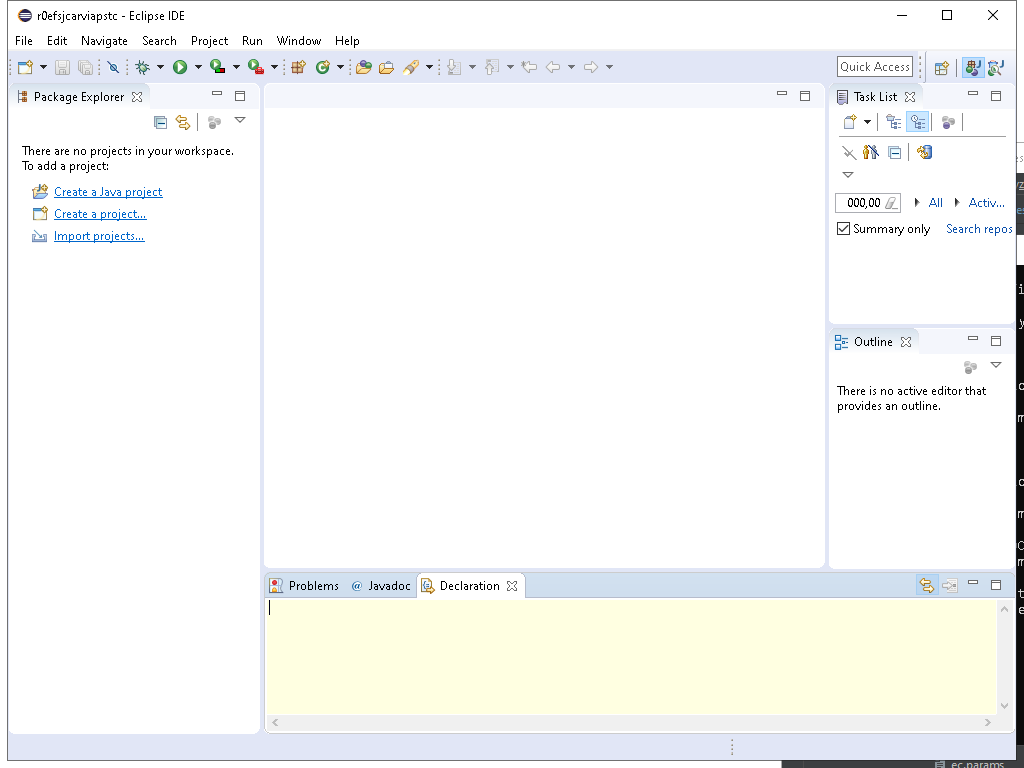 r0efsjcarviapstc - Eclipse IDE
File Edit Navigate Search Project Run Window Help
Quick Access
Package Explorer
Task List
There are no projects in your workspace.
To add a project:
Create a Java project
Create a project...
Import projects...
000,00 All Activ...
Summary only Search repos
Outline
There is no active editor that
provides an outline.
Problems @ Javadoc Declaration
ec.params